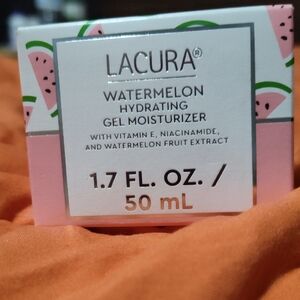 LACURA®
WATERMELON
HYDRATING
GEL MOISTURIZER
WITH VITAMIN E, NIACINAMIDE,
AND WATERMELON FRUIT EXTRACT
1.7 FL. OZ. /
50 mL